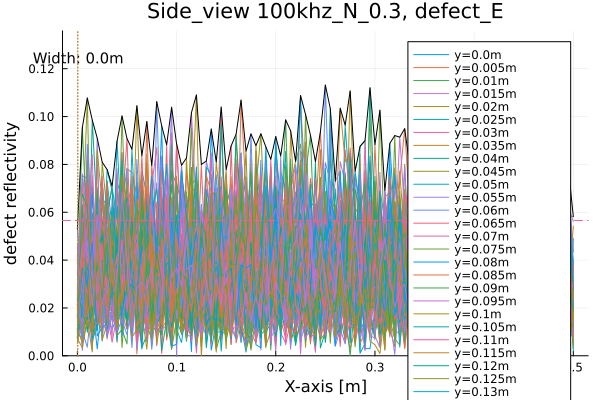 Side_view 100khz_N_0.3, defect_E
Width: 0.0m
defect reflectivity
0.12
0.10
0.08
0.06
0.04
0.02
0.00
0.0
0.1
0.2
0.3
.5
X-axis [m]
y=0.0m
y=0.005m
y=0.01m
y=0.015m
y=0.02m
y=0.025m
y=0.03m
y=0.035m
y=0.04m
y=0.045m
y=0.05m
y=0.055m
y=0.06m
y=0.065m
y=0.07m
y=0.075m
y=0.08m
y=0.085m
y=0.09m
y=0.095m
y=0.1m
y=0.105m
y=0.11m
y=0.115m
y=0.12m
y=0.125m
y=0.13m